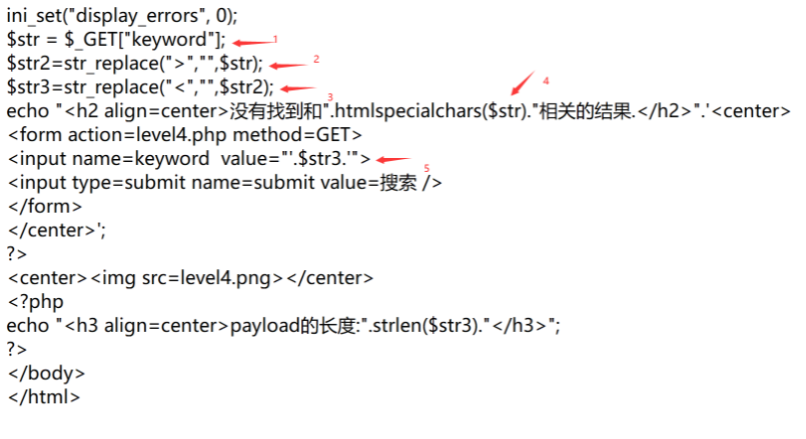 ini_set("display_errors", 0);
$str = $_GET["keyword"]; 1
$str2=str_replace(">","",$str); 2
$str3=str_replace("<","",$str2); 3 4
echo "<h2 align=center>没有找到和".htmlspecialchars($str)."相关的结果.</h2>".'<center>
<form action=level4.php method=GET>
<input name=keyword  value="'.$str3.'"> 5
<input type=submit name=submit value=搜索 />
</form>
</center>';
?>
<center><img src=level4.png></center>
<?php
echo "<h3 align=center>payload的长度:".strlen($str3)."</h3>";
?>
</body>
</html>